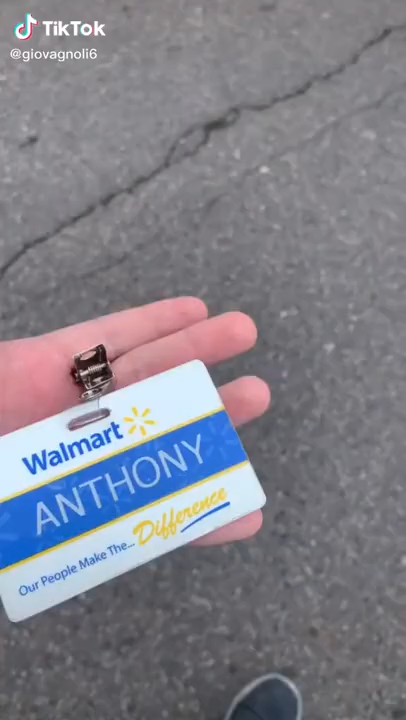 TikTok
@giovagnoli6
Walmart
ANTHONY
Our People Make The... Difference